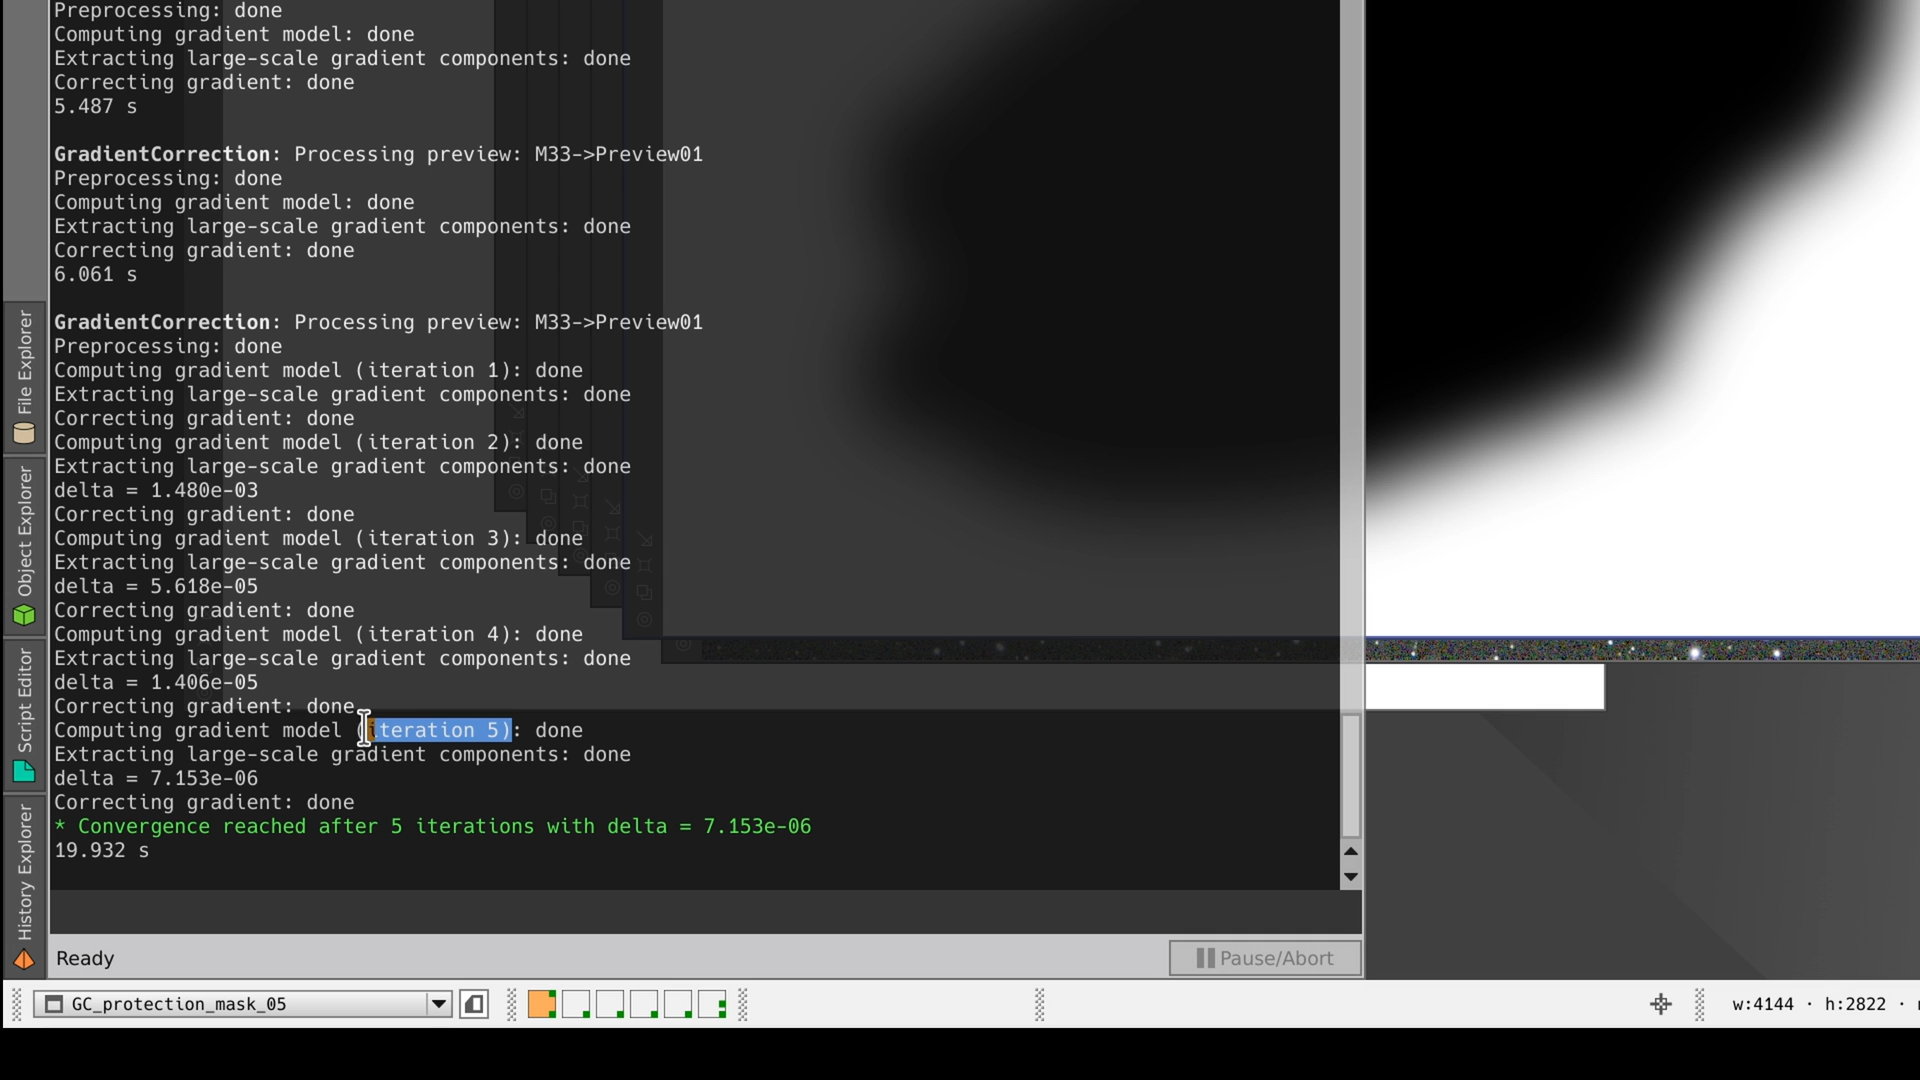 Preprocessing: done
Computing gradient model: done
Extracting large-scale gradient components: done
Correcting gradient: done
5.487 s
GradientCorrection: Processing preview: M33->Preview01
Preprocessing: done
Computing gradient model: done
Extracting large-scale gradient components: done
Correcting gradient: done
6.061 s
GradientCorrection: Processing preview: M33->Preview01
Preprocessing: done
Computing gradient model (iteration 1): done
Extracting large-scale gradient components: done
Correcting gradient: done
Computing gradient model (iteration 2): done
Extracting large-scale gradient components: done
delta = 1.480e-03
Correcting gradient: done
Computing gradient model (iteration 3): done
Extracting large-scale gradient components: done
delta = 5.618e-05
Correcting gradient: done
Computing gradient model (iteration 4): done
Extracting large-scale gradient components: done
delta = 1.406e-05
Correcting gradient: done
Computing gradient model (iteration 5): done
Extracting large-scale gradient components: done
delta = 7.153e-06
Correcting gradient: done
* Convergence reached after 5 iterations with delta = 7.153e-06
19.932 s
File Explorer
Object Explorer
Script Editor
History Explorer
Ready
Pause/Abort
GC_protection_mask_05
w:4144 · h:2822 ·